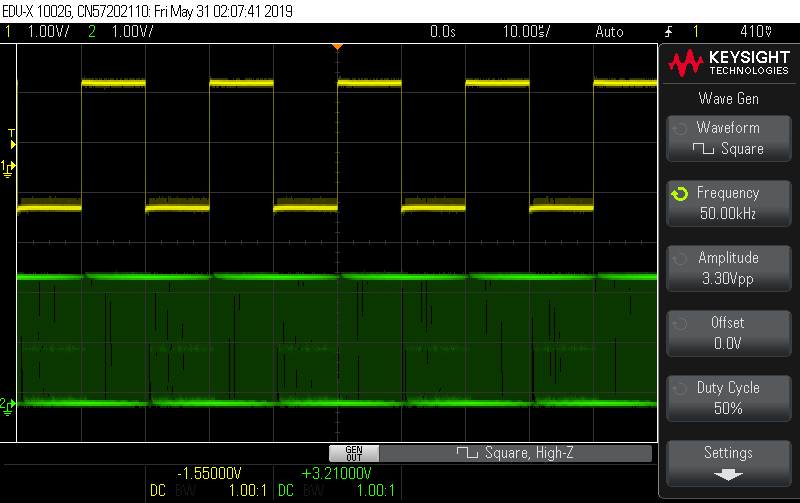 EDU-X 1002G, CN57202110: Fri May 31 02:07:41 2019
1 1.00V/ 2 1.00V/ 0.0s 10.00us/ Auto 1 410mV
KEYSIGHT
TECHNOLOGIES
Wave Gen
Waveform
Square
Frequency
50.00kHz
Amplitude
3.30Vpp
Offset
0.0V
Duty Cycle
50%
Settings
T
1
2
GEN
OUT
Square, High-Z
-1.55000V +3.21000V
DC BW 1.00:1 DC BW 1.00:1